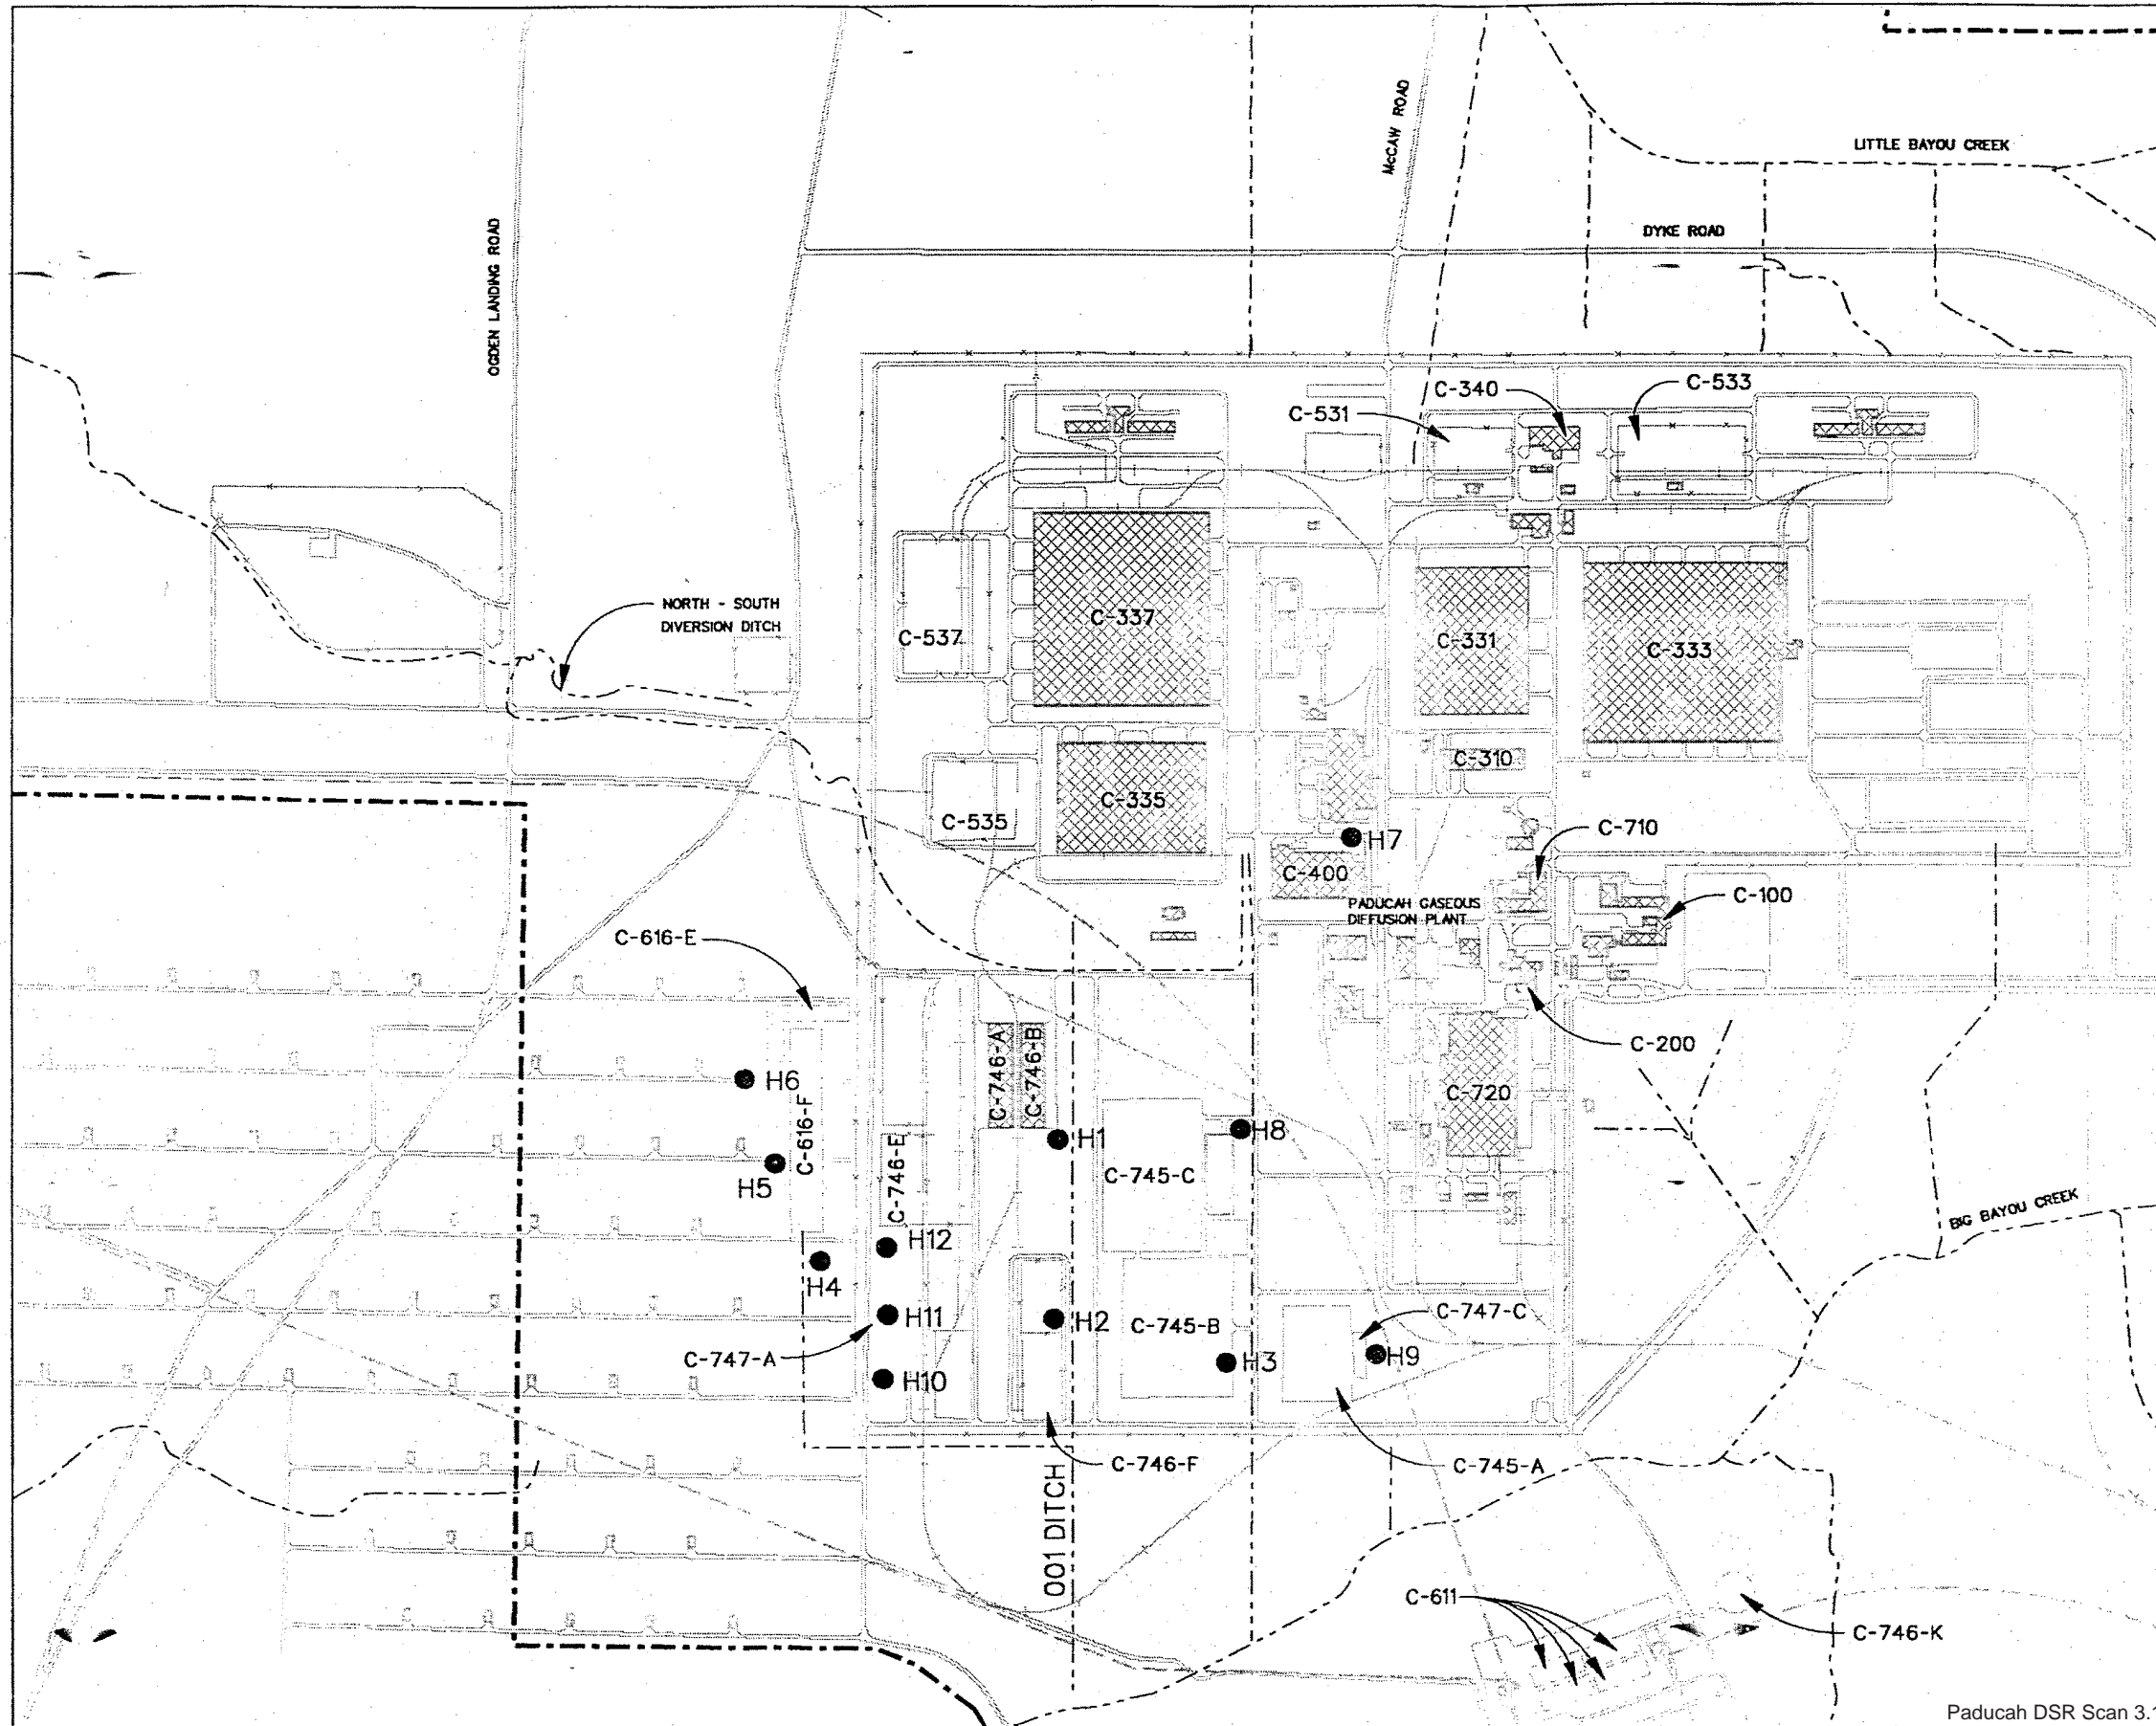 McCAW ROAD
LITTLE BAYOU CREEK
DYKE ROAD
OGDEN LANDING ROAD
C-340
C-533
C-531
NORTH - SOUTH
DIVERSION DITCH
C-537
C-337
C-331
C-333
C-310
C-335
C-535
C-710
H7
C-400
C-100
PADUCAH GASEOUS
DIFFUSION PLANT
C-616-E
C-200
C-746-A
C-746-B
H6
C-720
C-616-F
H1
H8
C-746-E
C-745-C
H5
BIG BAYOU CREEK
H12
H4
H11
H2
C-745-B
C-747-C
C-747-A
H3
H9
H10
C-746-F
C-745-A
001 DITCH
C-611
C-746-K
Paducah DSR Scan 3.